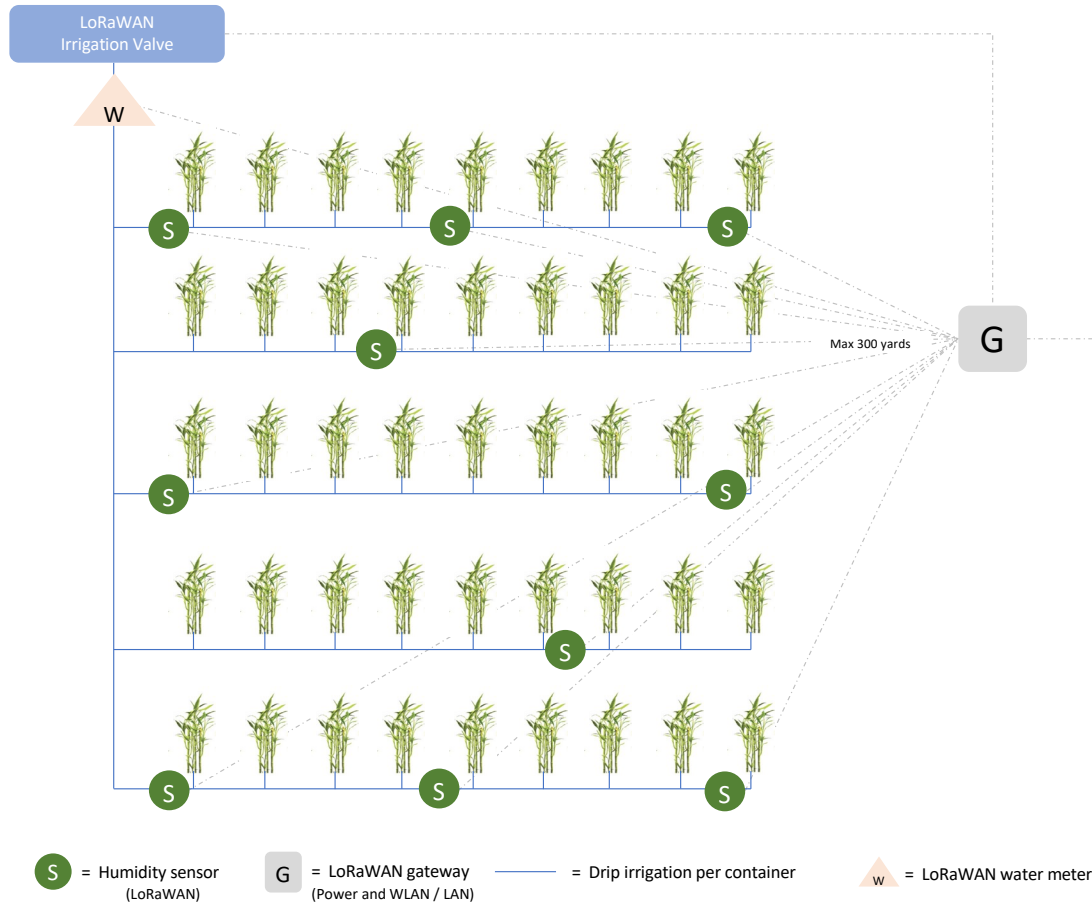 LoRaWAN
Irrigation Valve
W
S
S
S
S
Max 300 yards
G
S
S
S
S
S
S
S = Humidity sensor
(LoRaWAN)
G = LoRaWAN gateway
(Power and WLAN / LAN)
= Drip irrigation per container
w = LoRaWAN water meter